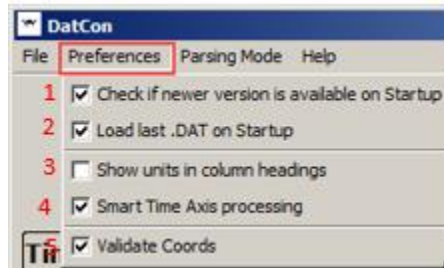 DatCon
File Preferences Parsing Mode Help
1 Check if newer version is available on Startup
2 Load last .DAT on Startup
3 Show units in column headings
4 Smart Time Axis processing
5 Validate Coords